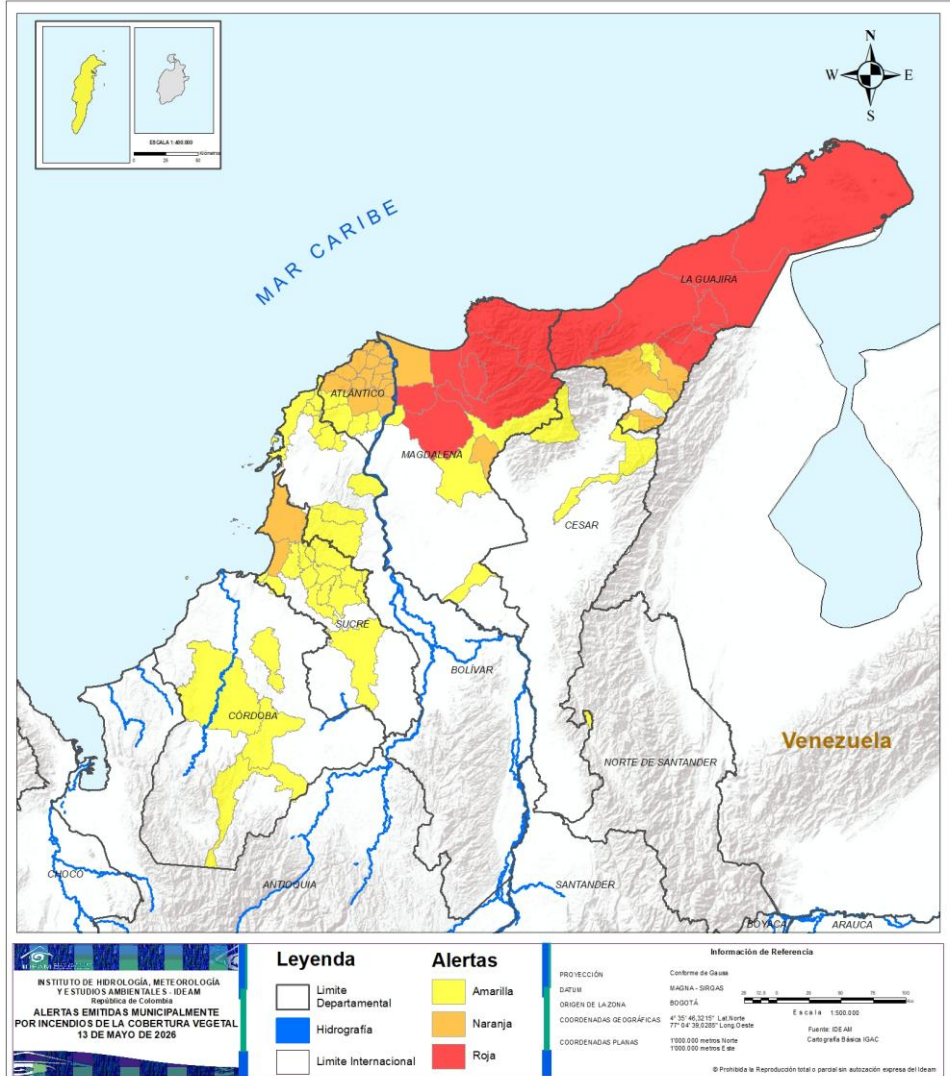 ESCALA 1:400.000
0
25
50
Kilómetros
N
W
E
S
MAR CARIBE
LA GUAJIRA
ATLÁNTICO
MAGDALENA
CESAR
SUCRE
BOLÍVAR
CÓRDOBA
Venezuela
NORTE DE SANTANDER
CHOCÓ
ANTIOQUIA
SANTANDER
BOYACÁ
ARAUCA
IDEAM
INSTITUTO DE HIDROLOGÍA, METEOROLOGÍA
Y ESTUDIOS AMBIENTALES - IDEAM
República de Colombia
ALERTAS EMITIDAS MUNICIPALMENTE
POR INCENDIOS DE LA COBERTURA VEGETAL
13 DE MAYO DE 2026
Leyenda
Limite
Departamental
Hidrografía
Limite Internacional
Alertas
Amarilla
Naranja
Roja
Información de Referencia
PROYECCIÓN
Conforme de Gauss
DATUM
MAGNA - SIRGAS
ORIGEN DE LA ZONA
BOGOTÁ
COORDENADAS GEOGRÁFICAS
4° 35' 46,3215" Lat.Norte
77° 04' 39,0285" Long.Oeste
COORDENADAS PLANAS
1'000.000 metros Norte
1'000.000 metros Este
Escala 1:500.000
Fuente: IDEAM
Cartografía Básica IGAC
© Prohibida la Reproducción total o parcial sin autozación expresa del Ideam